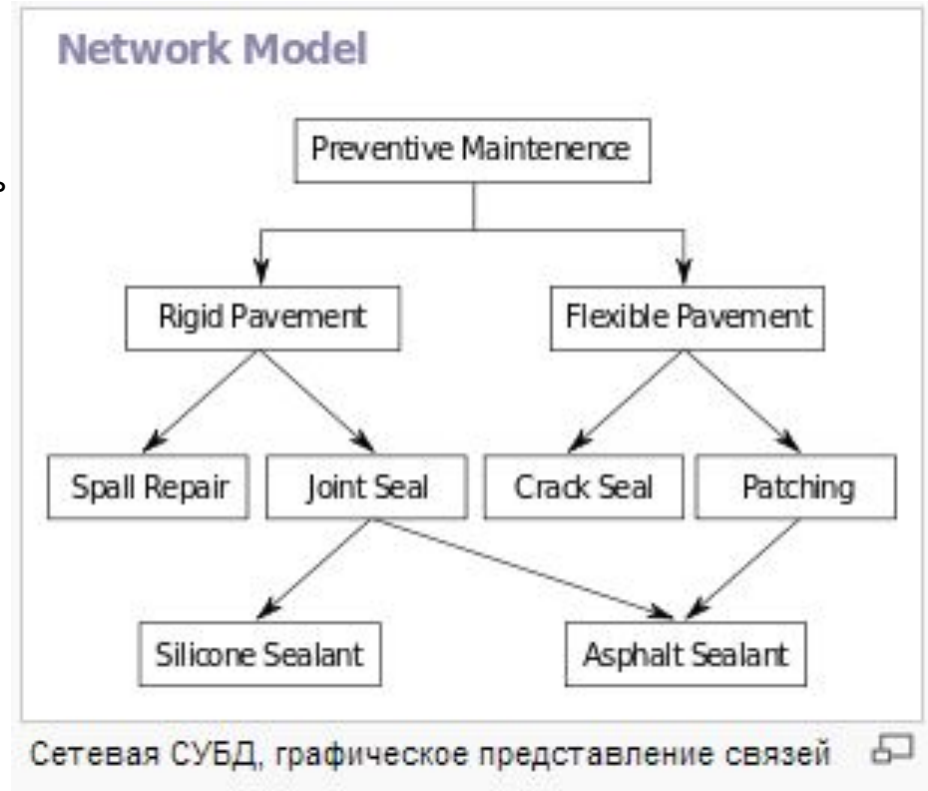 Network Model
Preventive Maintenence
Rigid Pavement Flexible Pavement
Spall Repair Joint Seal Crack Seal Patching
Silicone Sealant Asphalt Sealant
Сетевая СУБД, графическое представление связей